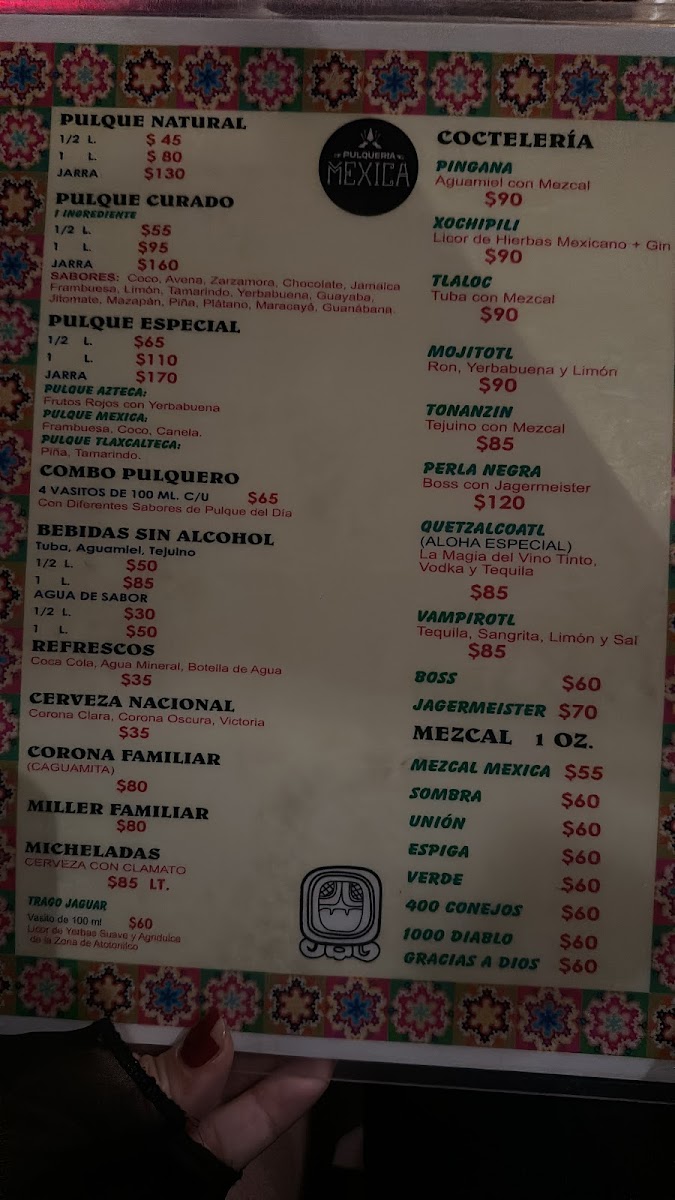 PULQUE NATURAL
1/2 L. $ 45
1 L. $ 80
JARRA $130
PULQUE CURADO
1 INGREDIENTE
1/2 L. $55
1 L. $95
JARRA $160
SABORES: Coco, Avena, Zarzamora, Chocolate, Jamaica
Frambuesa, Limón, Tamarindo, Yerbabuena, Guayaba,
Jitomate, Mazapán, Piña, Plátano, Maracayá, Guanábana.
PULQUE ESPECIAL
1/2 L. $65
1 L. $110
JARRA $170
PULQUE AZTECA:
Frutos Rojos con Yerbabuena
PULQUE MEXICA:
Frambuesa, Coco, Canela.
PULQUE TLAXCALTECA:
Piña, Tamarindo.
COMBO PULQUERO
4 VASITOS DE 100 ML. C/U $65
Con Diferentes Sabores de Pulque del Día
BEBIDAS SIN ALCOHOL
Tuba, Aguamiel, Tejuino
1/2 L. $50
1 L. $85
AGUA DE SABOR
1/2 L. $30
1 L. $50
REFRESCOS
Coca Cola, Agua Mineral, Botella de Agua
$35
CERVEZA NACIONAL
Corona Clara, Corona Oscura, Victoria
$35
CORONA FAMILIAR
(CAGUAMITA)
$80
MILLER FAMILIAR
$80
MICHELADAS
CERVEZA CON CLAMATO
$85 LT.
TRAGO JAGUAR
Vasito de 100 ml $60
Licor de Yerbas Suave y Agridulce
de la Zona de Atotonilco
PULQUERIA
MEXICA
COCTELERÍA
PINGANA
Aguamiel con Mezcal
$90
XOCHIPILI
Licor de Hierbas Mexicano + Gin
$90
TLALOC
Tuba con Mezcal
$90
MOJITOTL
Ron, Yerbabuena y Limón
$90
TONANZIN
Tejuino con Mezcal
$85
PERLA NEGRA
Boss con Jagermeister
$120
QUETZALCOATL
(ALOHA ESPECIAL)
La Magia del Vino Tinto,
Vodka y Tequila
$85
VAMPIROTL
Tequila, Sangrita, Limón y Sal
$85
BOSS $60
JAGERMEISTER $70
MEZCAL 1 OZ.
MEZCAL MEXICA $55
SOMBRA $60
UNIÓN $60
ESPIGA $60
VERDE $60
400 CONEJOS $60
1000 DIABLO $60
GRACIAS A DIOS $60